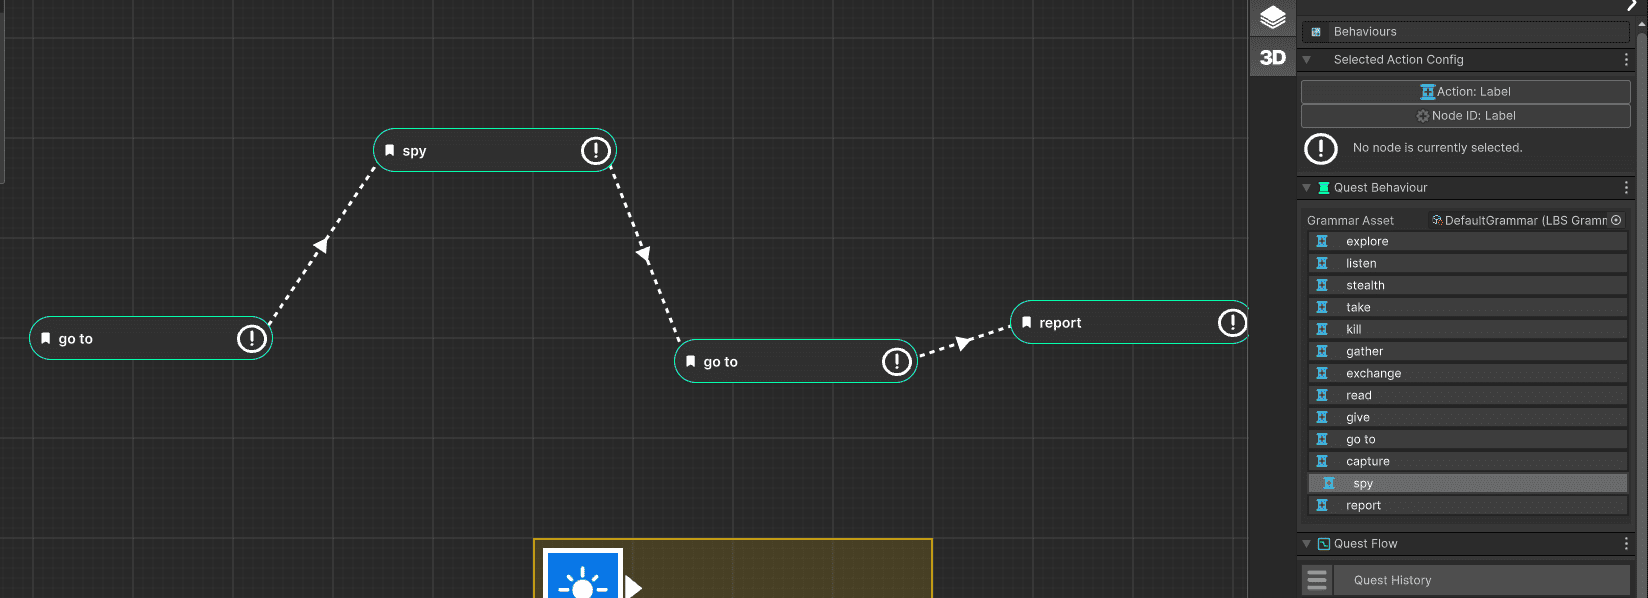 spy
go to
go to
report
3D
Behaviours
Selected Action Config
Action: Label
Node ID: Label
No node is currently selected.
Quest Behaviour
Grammar Asset DefaultGrammar (LBS Gramm
explore
listen
stealth
take
kill
gather
exchange
read
give
go to
capture
spy
report
Quest Flow
Quest History